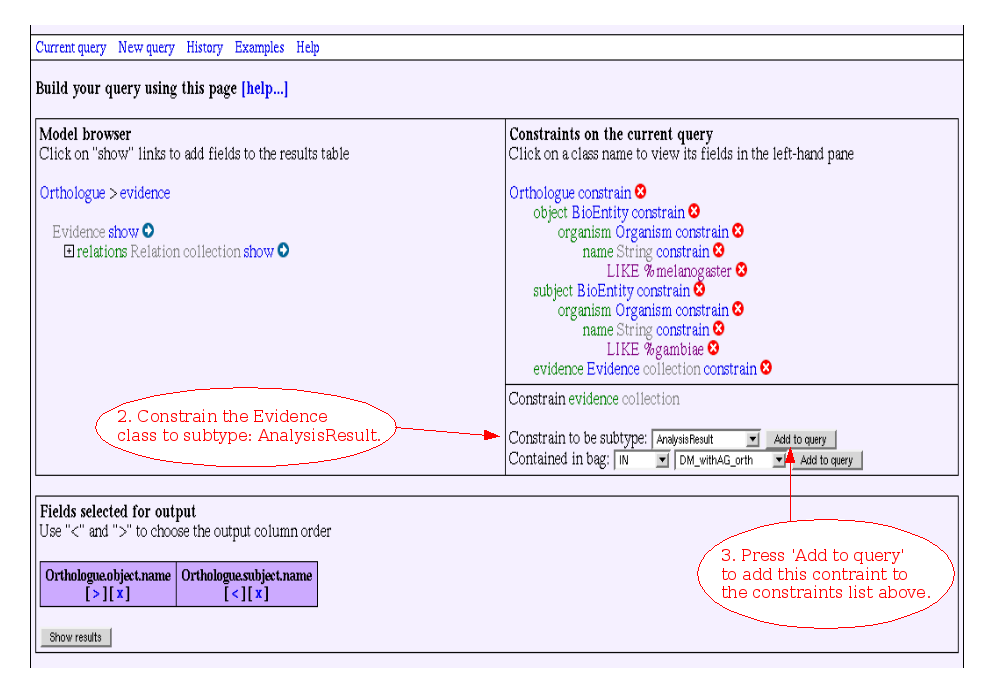 Current query New query History Examples Help
Build your query using this page [help...]
Model browser
Click on "show" links to add fields to the results table
Orthologue > evidence
Evidence show
relations Relation collection show
Constraints on the current query
Click on a class name to view its fields in the left-hand pane
Orthologue constrain
object BioEntity constrain
organism Organism constrain
name String constrain
LIKE %melanogaster
subject BioEntity constrain
organism Organism constrain
name String constrain
LIKE %gambiae
evidence Evidence collection constrain
Constrain evidence collection
Constrain to be subtype: AnalysisResult Add to query
Contained in bag: IN DM_withAG_orth Add to query
2. Constrain the Evidence
class to subtype: AnalysisResult.
3. Press 'Add to query'
to add this contraint to
the constraints list above.
Fields selected for output
Use "<" and ">" to choose the output column order
Orthologue.object.name Orthologue.subject.name
[ > ][ x ] [ < ][ x ]
Show results